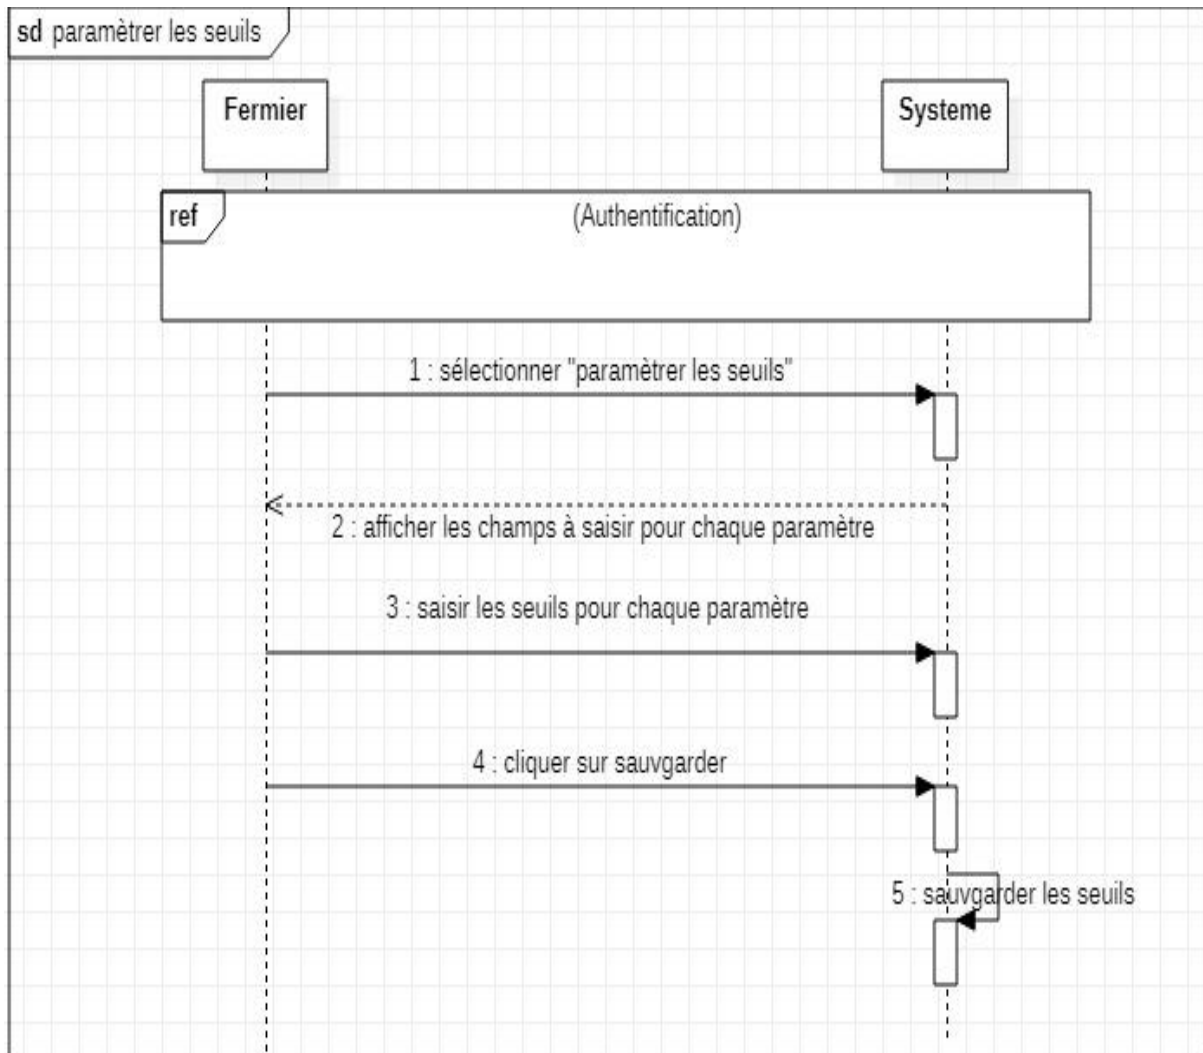 sd paramètrer les seuils
Fermier
Systeme
ref
(Authentification)
1 : sélectionner "paramètrer les seuils"
2 : afficher les champs à saisir pour chaque paramètre
3 : saisir les seuils pour chaque paramètre
4 : cliquer sur sauvgarder
5 : sauvgarder les seuils